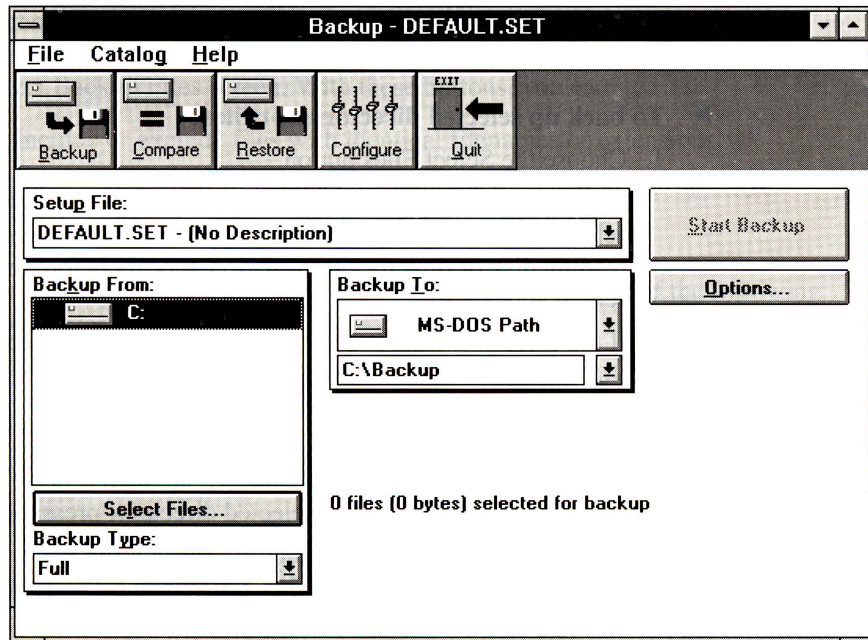 Backup - DEFAULT.SET
File Catalog Help
EXIT
Backup Compare Restore Configure Quit
Setup File:
DEFAULT.SET - (No Description)
Start Backup
Backup From:
C:
Backup To:
MS-DOS Path
C:\Backup
Options...
Select Files...
0 files (0 bytes) selected for backup
Backup Type:
Full